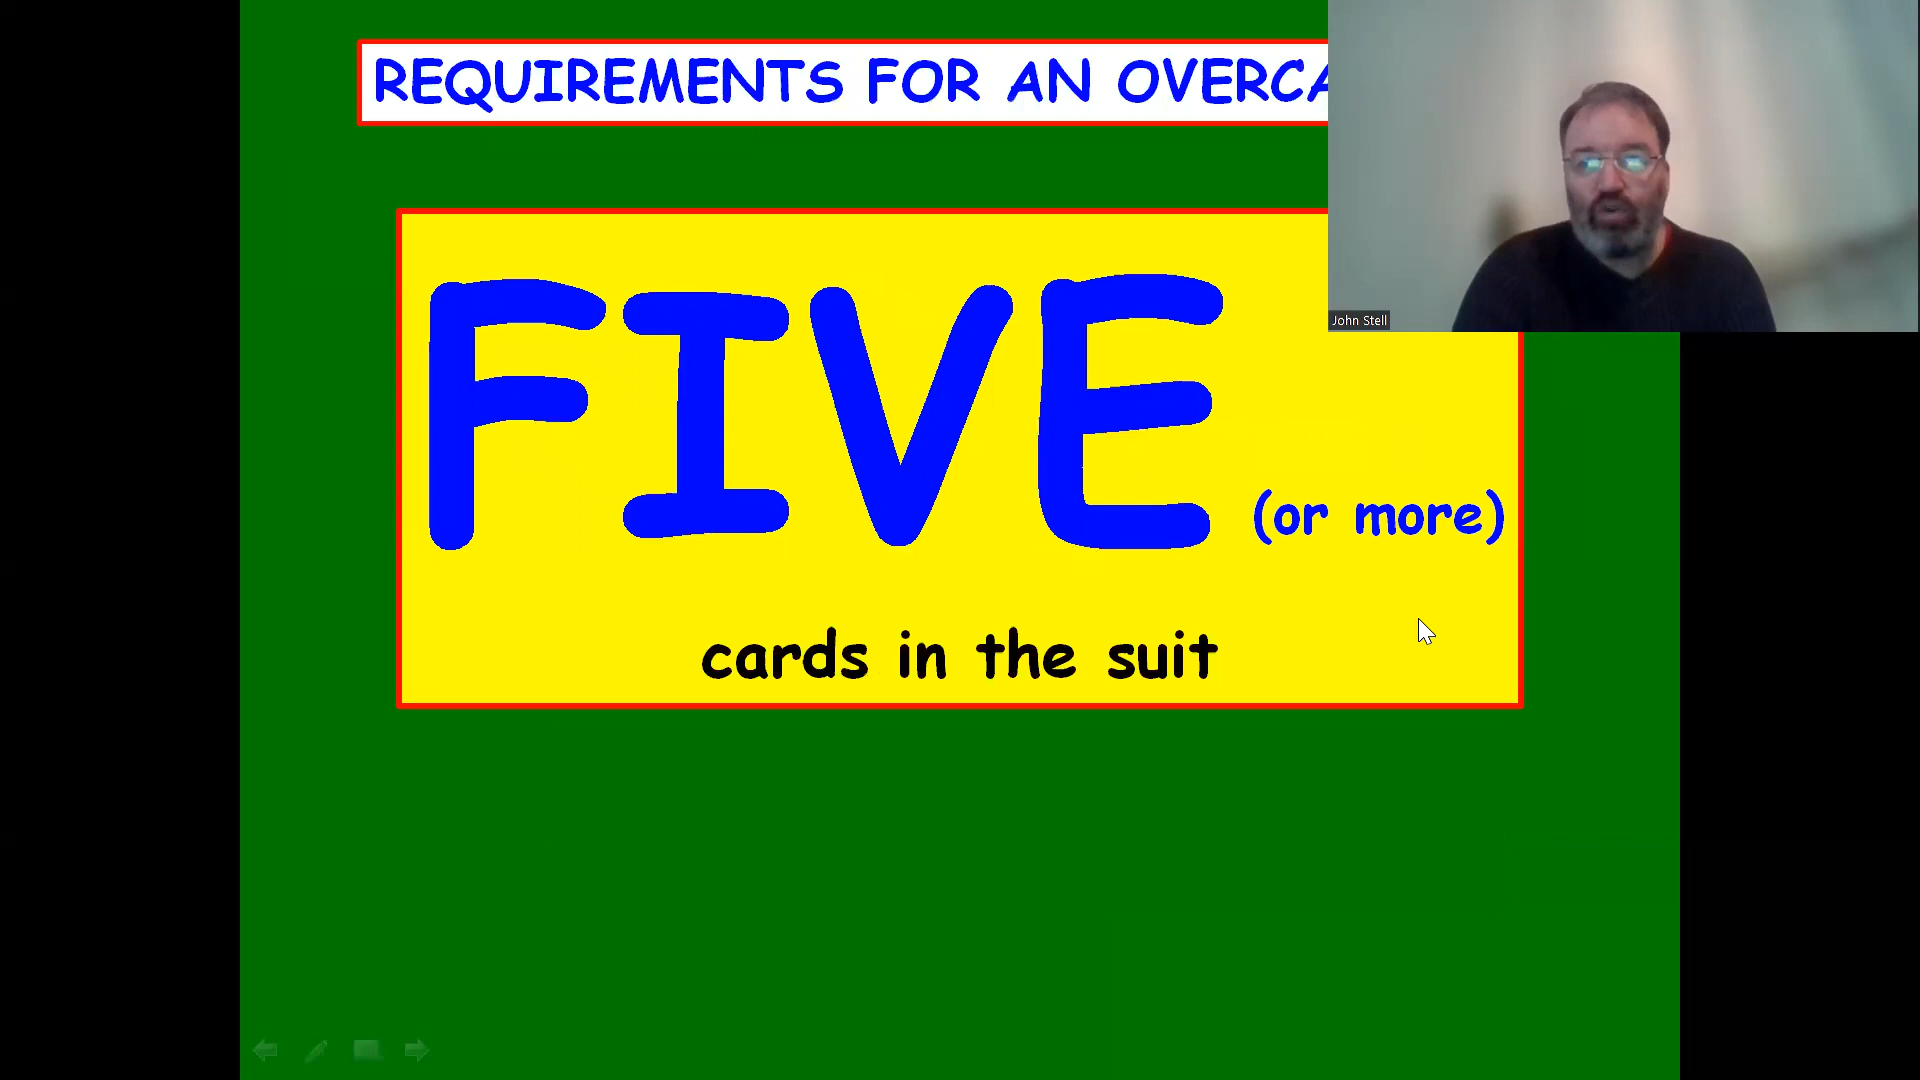 REQUIREMENTS FOR AN OVERCA
FIVE (or more)
cards in the suit
John Stell